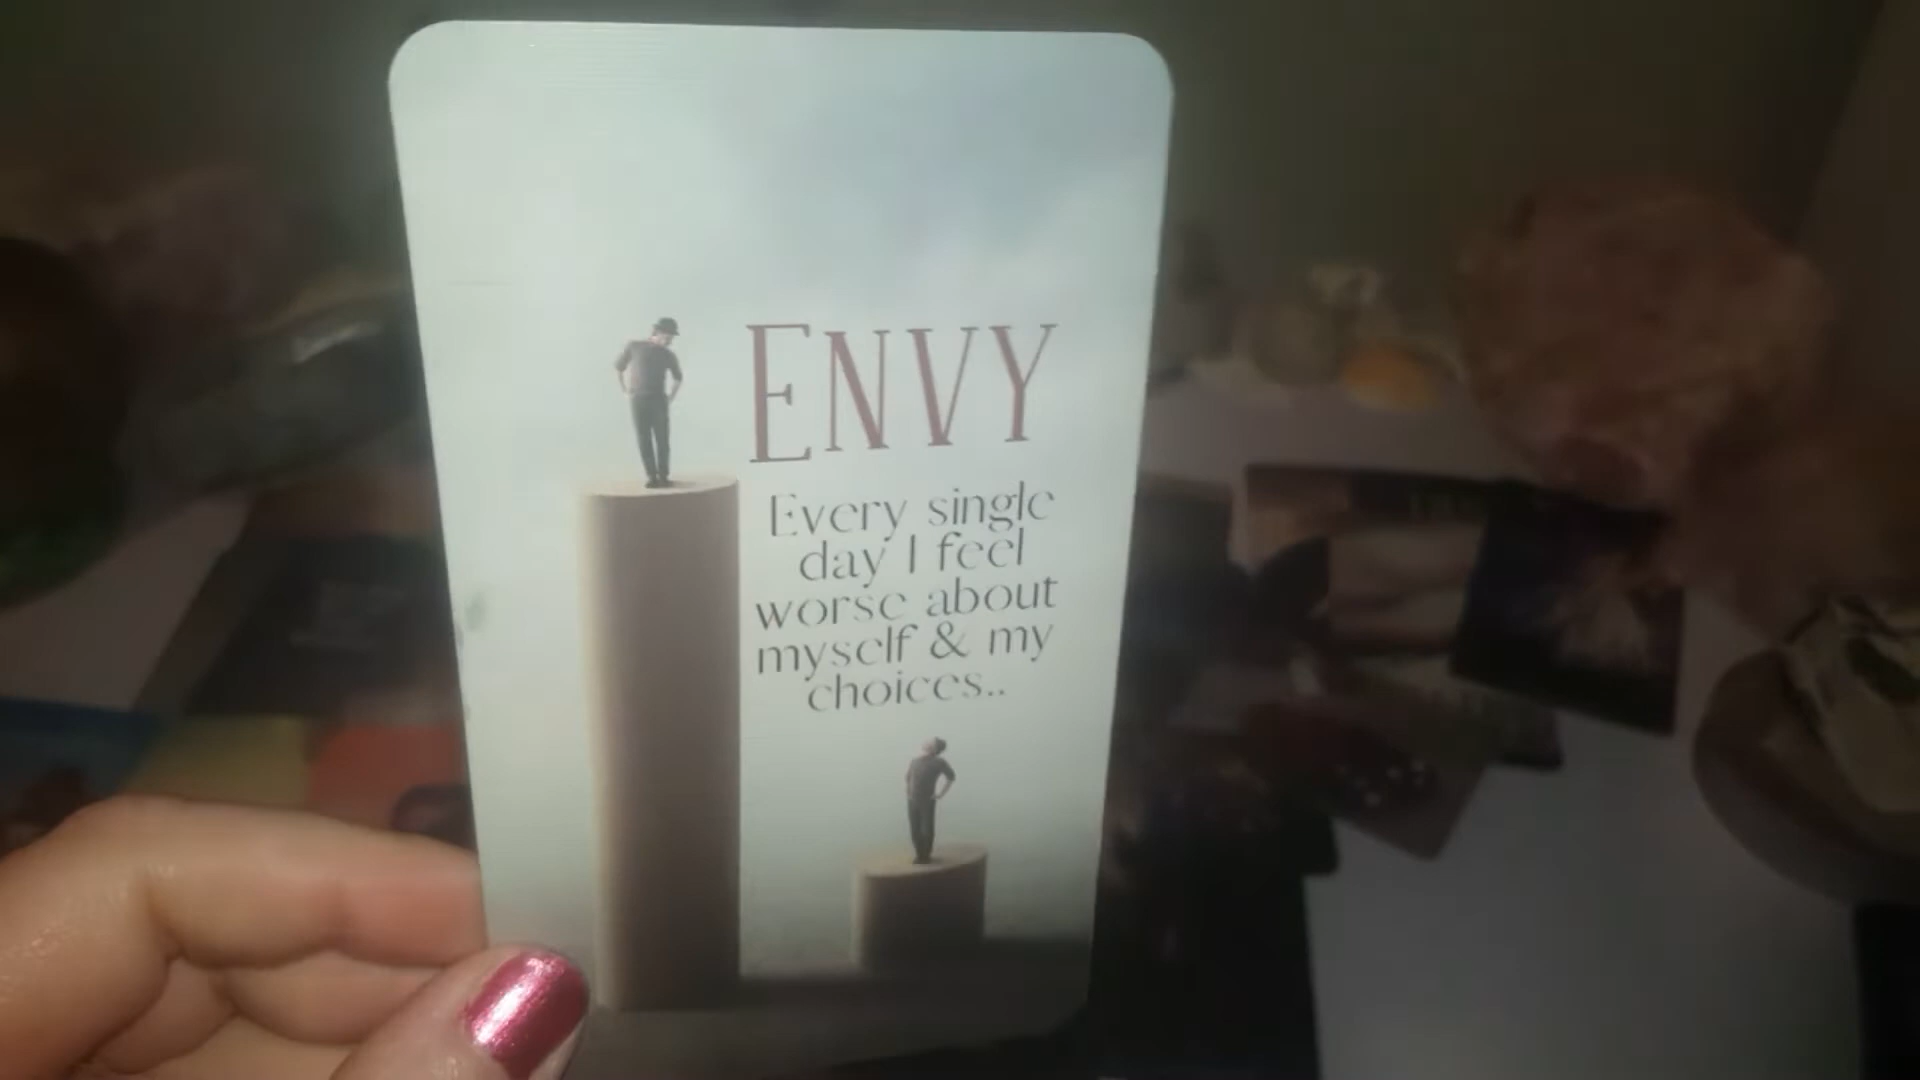 ENVY
Every single
day I feel
worse about
myself & my
choices..